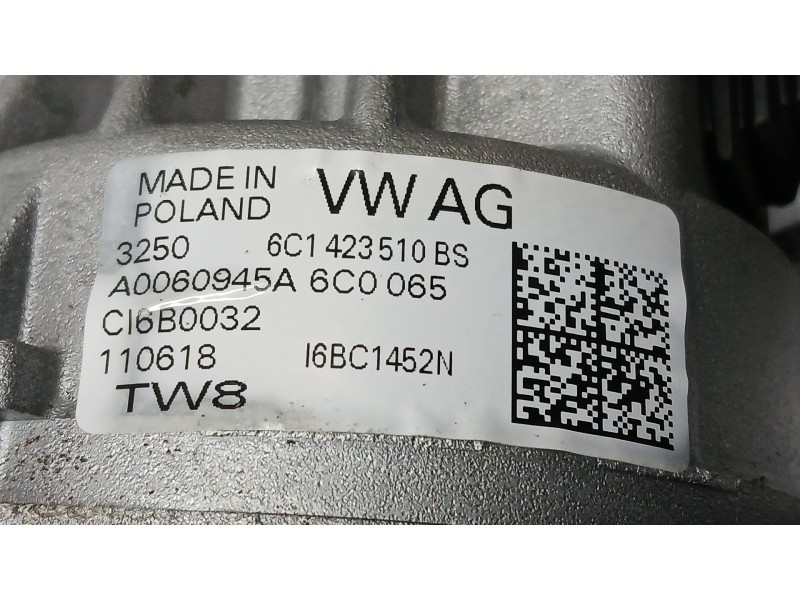 MADE IN POLAND VW AG
3250 6C1 423 510 BS
A0060945A 6C0 065
CI6B0032
110618 I6BC1452N
TW8